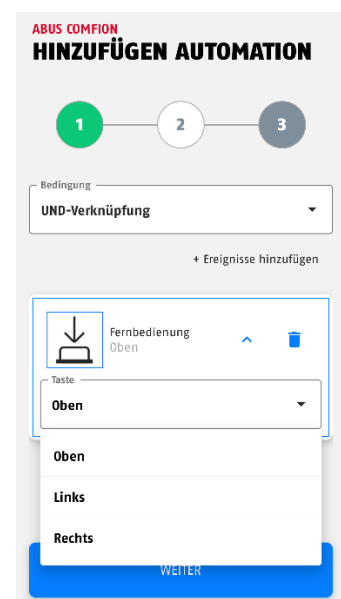 ABUS COMFION
HINZUFÜGEN AUTOMATION
1
2
3
Bedingung
UND-Verknüpfung
+ Ereignisse hinzufügen
Fernbedienung
Oben
Taste
Oben
Oben
Links
Rechts
WEITER